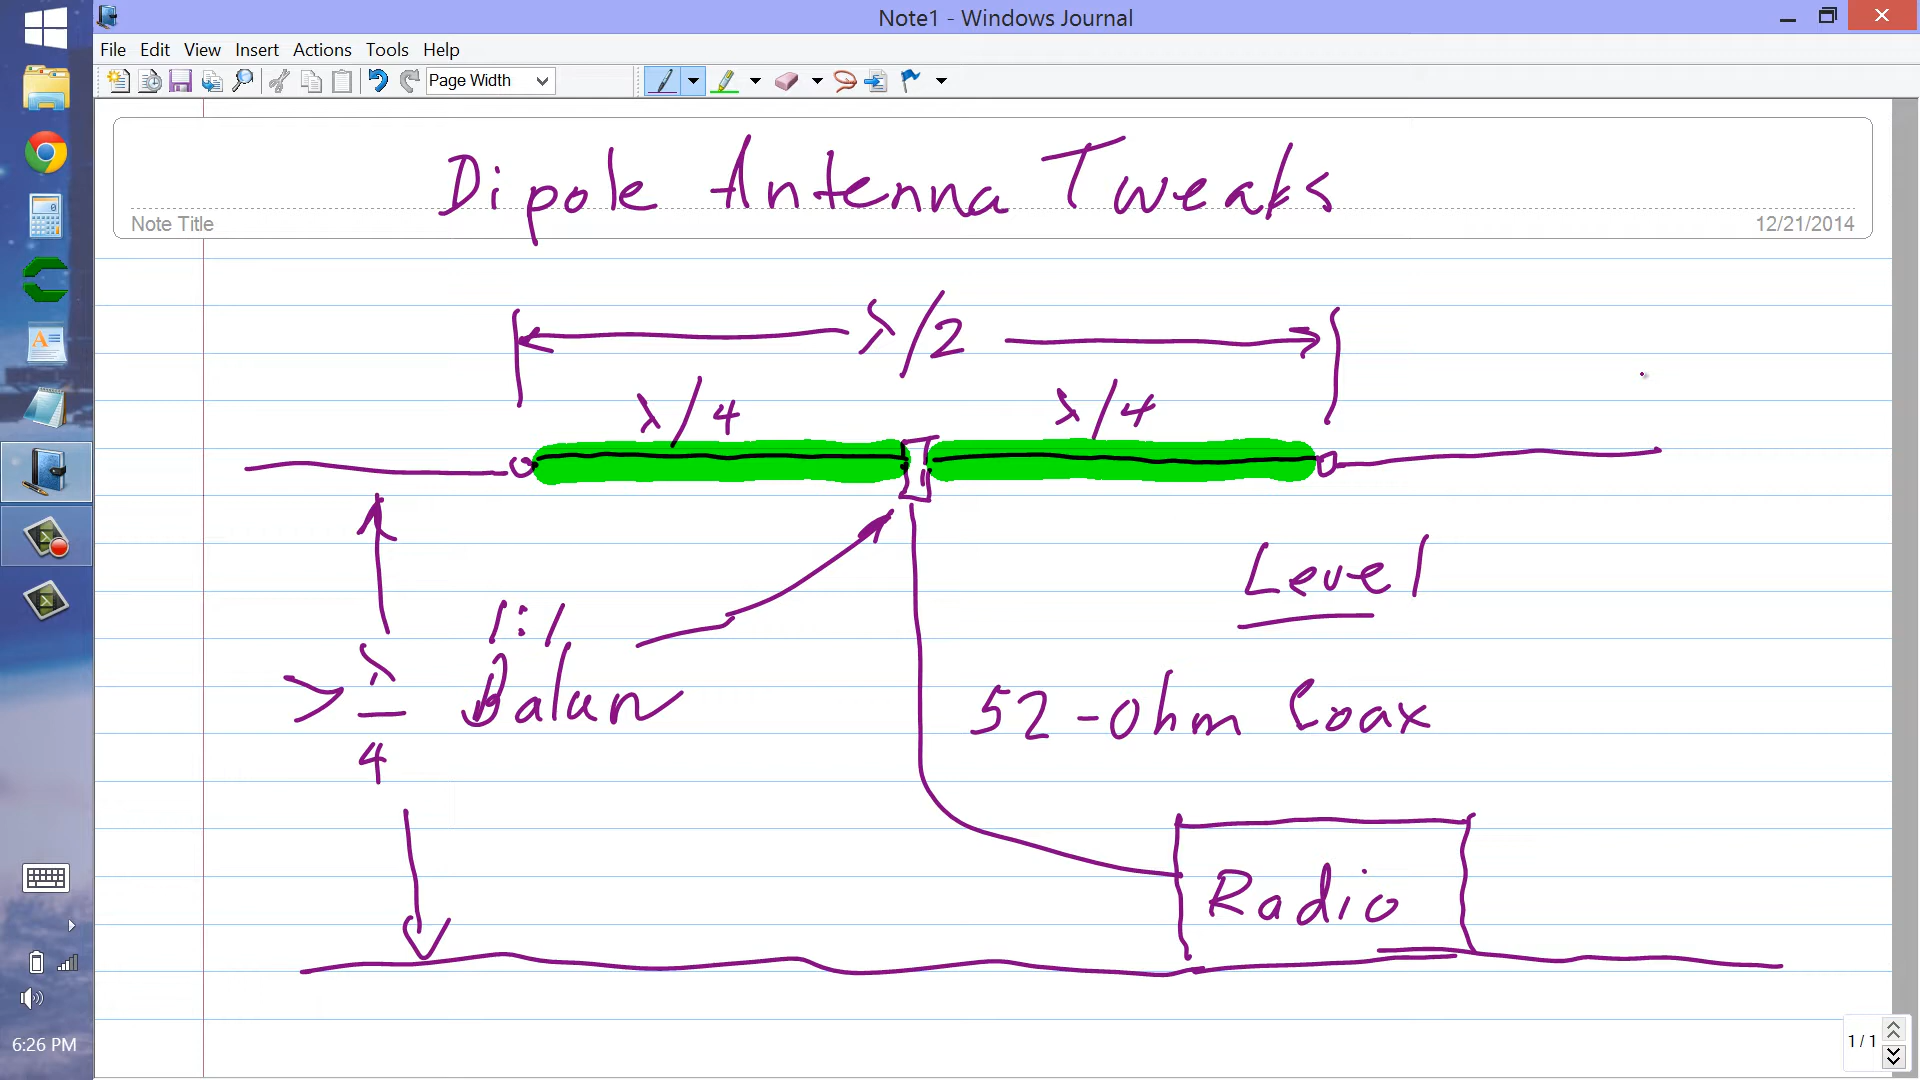 Note1 - Windows Journal
File Edit View Insert Actions Tools Help
Page Width
Dipole Antenna Tweaks
Note Title
12/21/2014
λ/2
λ/4 λ/4
Level
1:1
> λ/4 Balun
52-Ohm Coax
Radio
6:26 PM
1 / 1